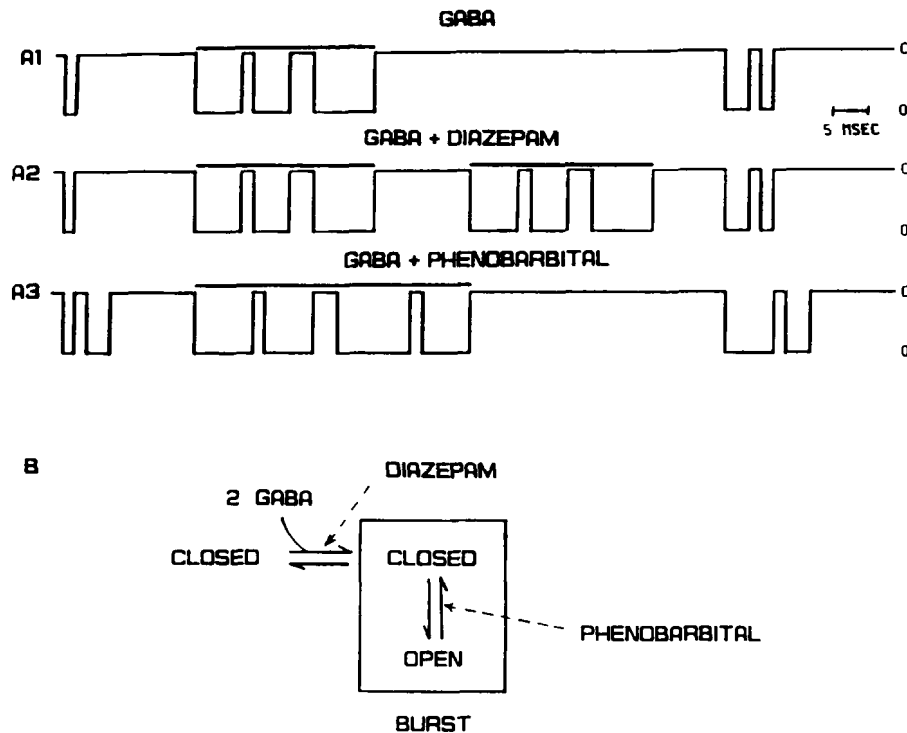 GABA
A1
C
O
5 MSEC
GABA + DIAZEPAM
A2
C
O
GABA + PHENOBARBITAL
A3
C
O
B
DIAZEPAM
2 GABA
CLOSED
CLOSED
PHENOBARBITAL
OPEN
BURST